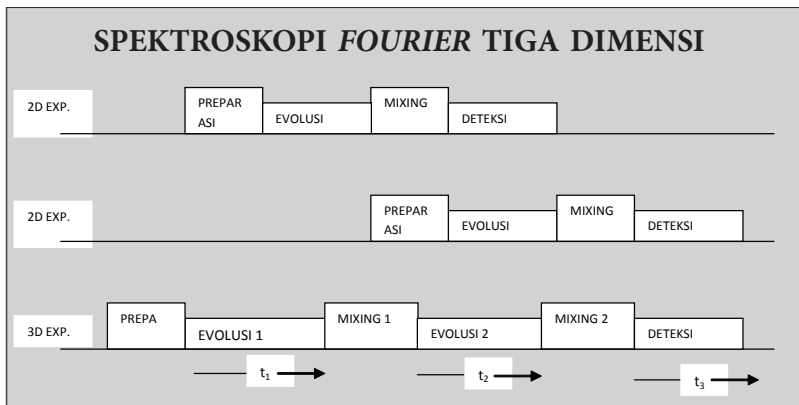 SPEKTROSKOPI FOURIER TIGA DIMENSI
2D EXP.
PREPAR
ASI
EVOLUSI
MIXING
DETEKSI
2D EXP.
PREPAR
ASI
EVOLUSI
MIXING
DETEKSI
3D EXP.
PREPA
EVOLUSI 1
MIXING 1
EVOLUSI 2
MIXING 2
DETEKSI
t₁
t₂
t₃